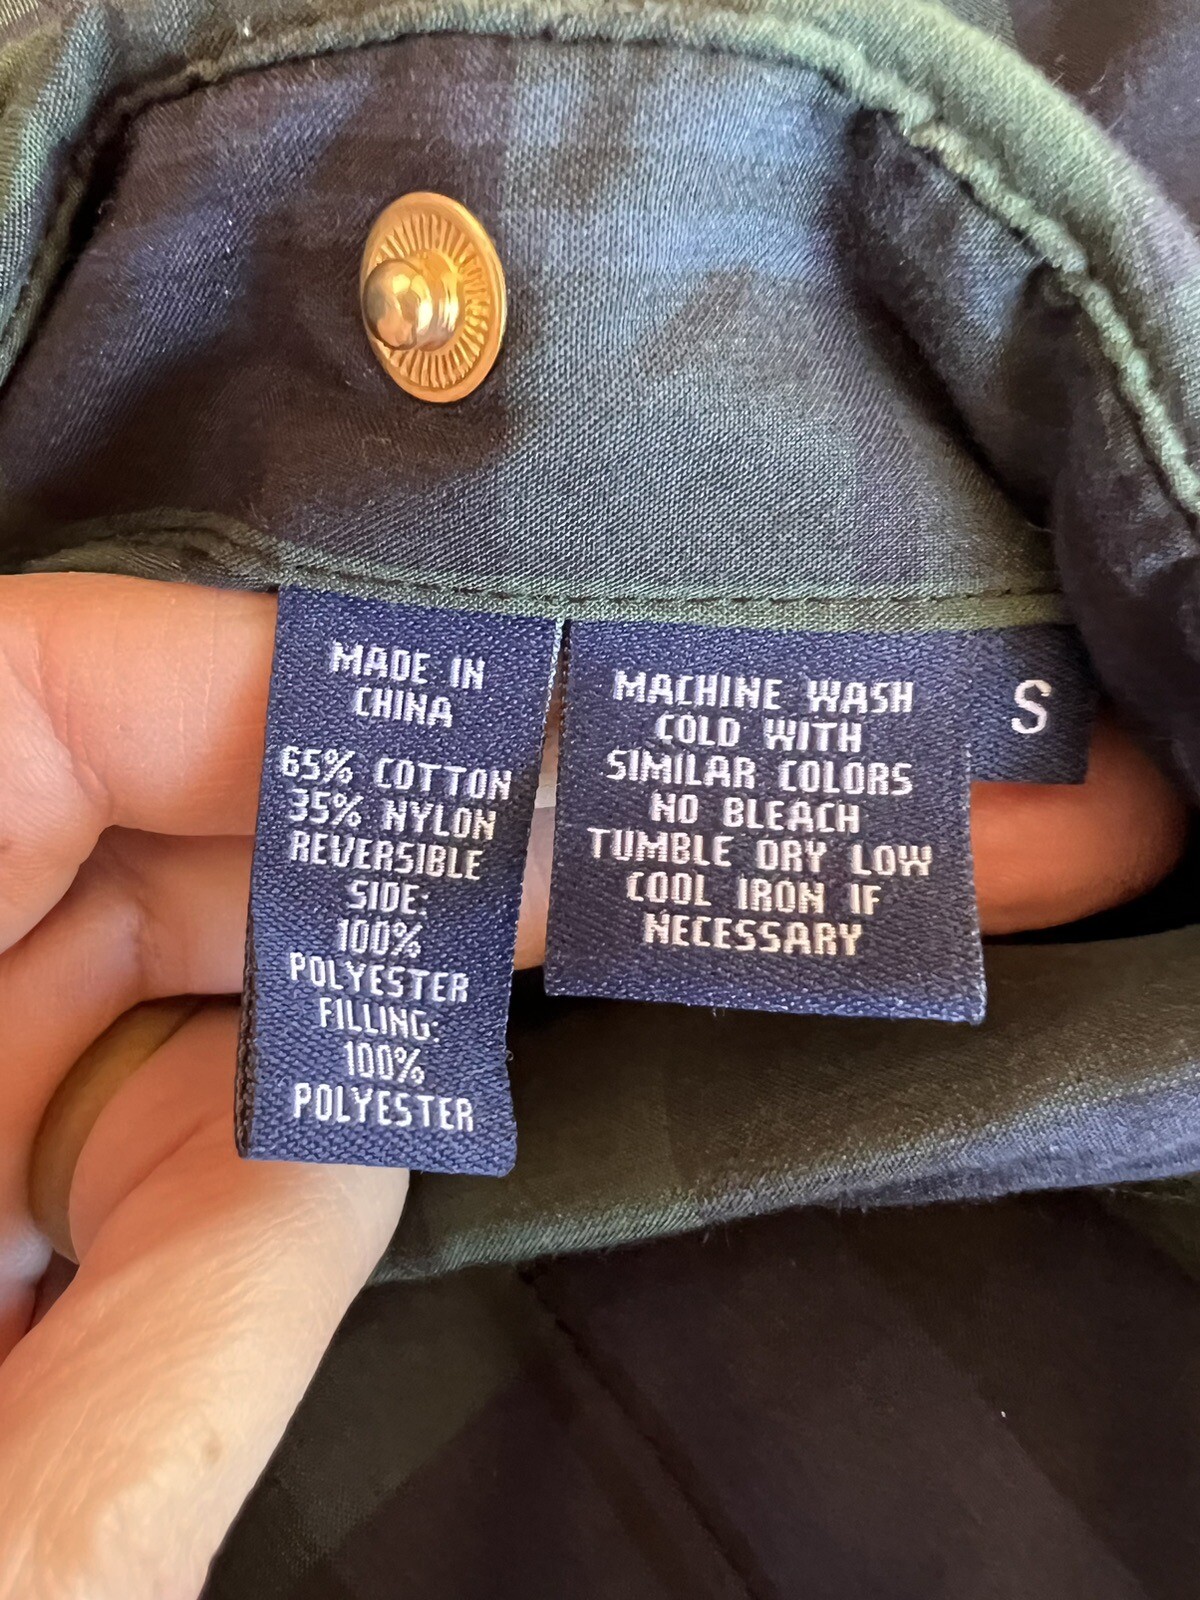 MADE IN
CHINA
65% COTTON
35% NYLON
REVERSIBLE
SIDE:
100%
POLYESTER
FILLING:
100%
POLYESTER
MACHINE WASH
COLD WITH
SIMILAR COLORS
NO BLEACH
TUMBLE DRY LOW
COOL IRON IF
NECESSARY
S